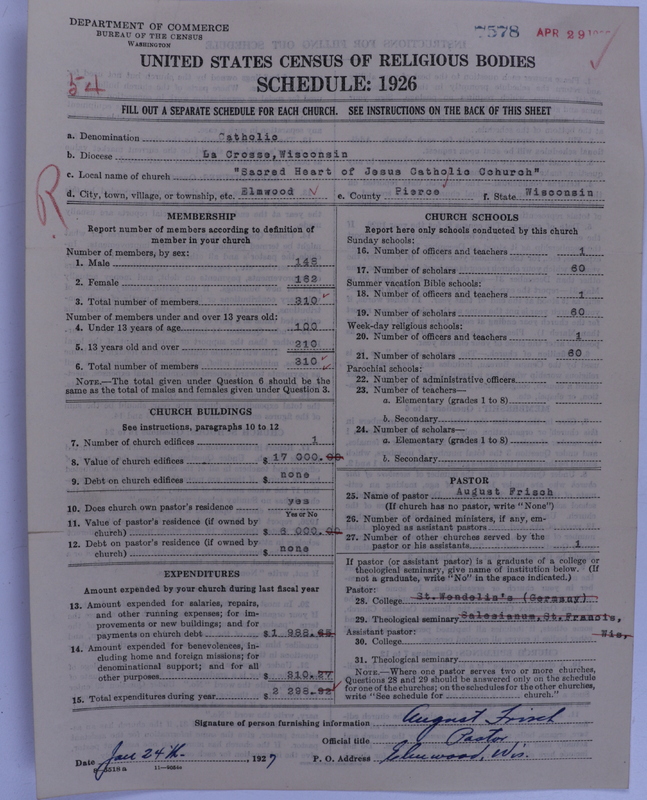 DEPARTMENT OF COMMERCE
BUREAU OF THE CENSUS
WASHINGTON
7578 APR 29
54
UNITED STATES CENSUS OF RELIGIOUS BODIES
SCHEDULE: 1926
FILL OUT A SEPARATE SCHEDULE FOR EACH CHURCH. SEE INSTRUCTIONS ON THE BACK OF THIS SHEET
a. Denomination Catholic
b. Diocese La Crosse,Wisconsin
c. Local name of church "Sacred Heart of Jesus Catholic Cohurch"
R
d. City, town, village, or township, etc. Elmwood e. County Pierce f. State Wisconsin
MEMBERSHIP
Report number of members according to definition of
member in your church
Number of members, by sex:
1. Male 148
2. Female 162
3. Total number of members 310
Number of members under and over 13 years old:
4. Under 13 years of age 100
5. 13 years old and over 210
6. Total number of members 310
NOTE.—The total given under Question 6 should be
same as the total of males and females given under Question 3.
CHURCH BUILDINGS
See instructions, paragraphs 10 to 12
7. Number of church edifices 1
8. Value of church edifices $ 17 000.00
9. Debt on church edifices $ none
10. Does church own pastor's residence yes
Yes or No
11. Value of pastor's residence (if owned by
church) $ 6 000.00
12. Debt on pastor's residence (if owned by
church) $ none
EXPENDITURES
Amount expended by your church during last fiscal year
13. Amount expended for salaries, repairs,
and other running expenses; for im-
provements or new buildings; and for
payments on church debt $1 988.65
14. Amount expended for benevolences, in-
cluding home and foreign missions; for
denominational support; and for all
other purposes $ 310.27
15. Total expenditures during year $ 2 298.92
CHURCH SCHOOLS
Report here only schools conducted by this church
Sunday schools:
16. Number of officers and teachers 1
17. Number of scholars 60
Summer vacation Bible schools:
18. Number of officers and teachers 1
19. Number of scholars 60
Week-day religious schools:
20. Number of officers and teachers 1
21. Number of scholars 60
Parochial schools:
22. Number of administrative officers
23. Number of teachers—
a. Elementary (grades 1 to 8)
b. Secondary
24. Number of scholars—
a. Elementary (grades 1 to 8)
b. Secondary
PASTOR
25. Name of pastor August Frisch
(If church has no pastor, write "None")
26. Number of ordained ministers, if any, em-
ployed as assistant pastors
27. Number of other churches served by the
pastor or his assistants 1
If pastor (or assistant pastor) is a graduate of a college or
theological seminary, give name of institution below. (If
not a graduate, write "No" in the space indicated.)
Pastor:
28. College St.Wendelin's (Germany)
29. Theological seminary Salesianum,St.Francis,
Wis.
Assistant pastor:
30. College
31. Theological seminary
NOTE.—Where one pastor serves two or more churches,
Questions 28 and 29 should be answered only on the schedule
for one of the churches; on the schedules for the other churches,
write "See schedule for church."
Signature of person furnishing information August Frisch
Official title Pastor
Date Jan 24th 1927 P. O. Address Elmwood, Wis.